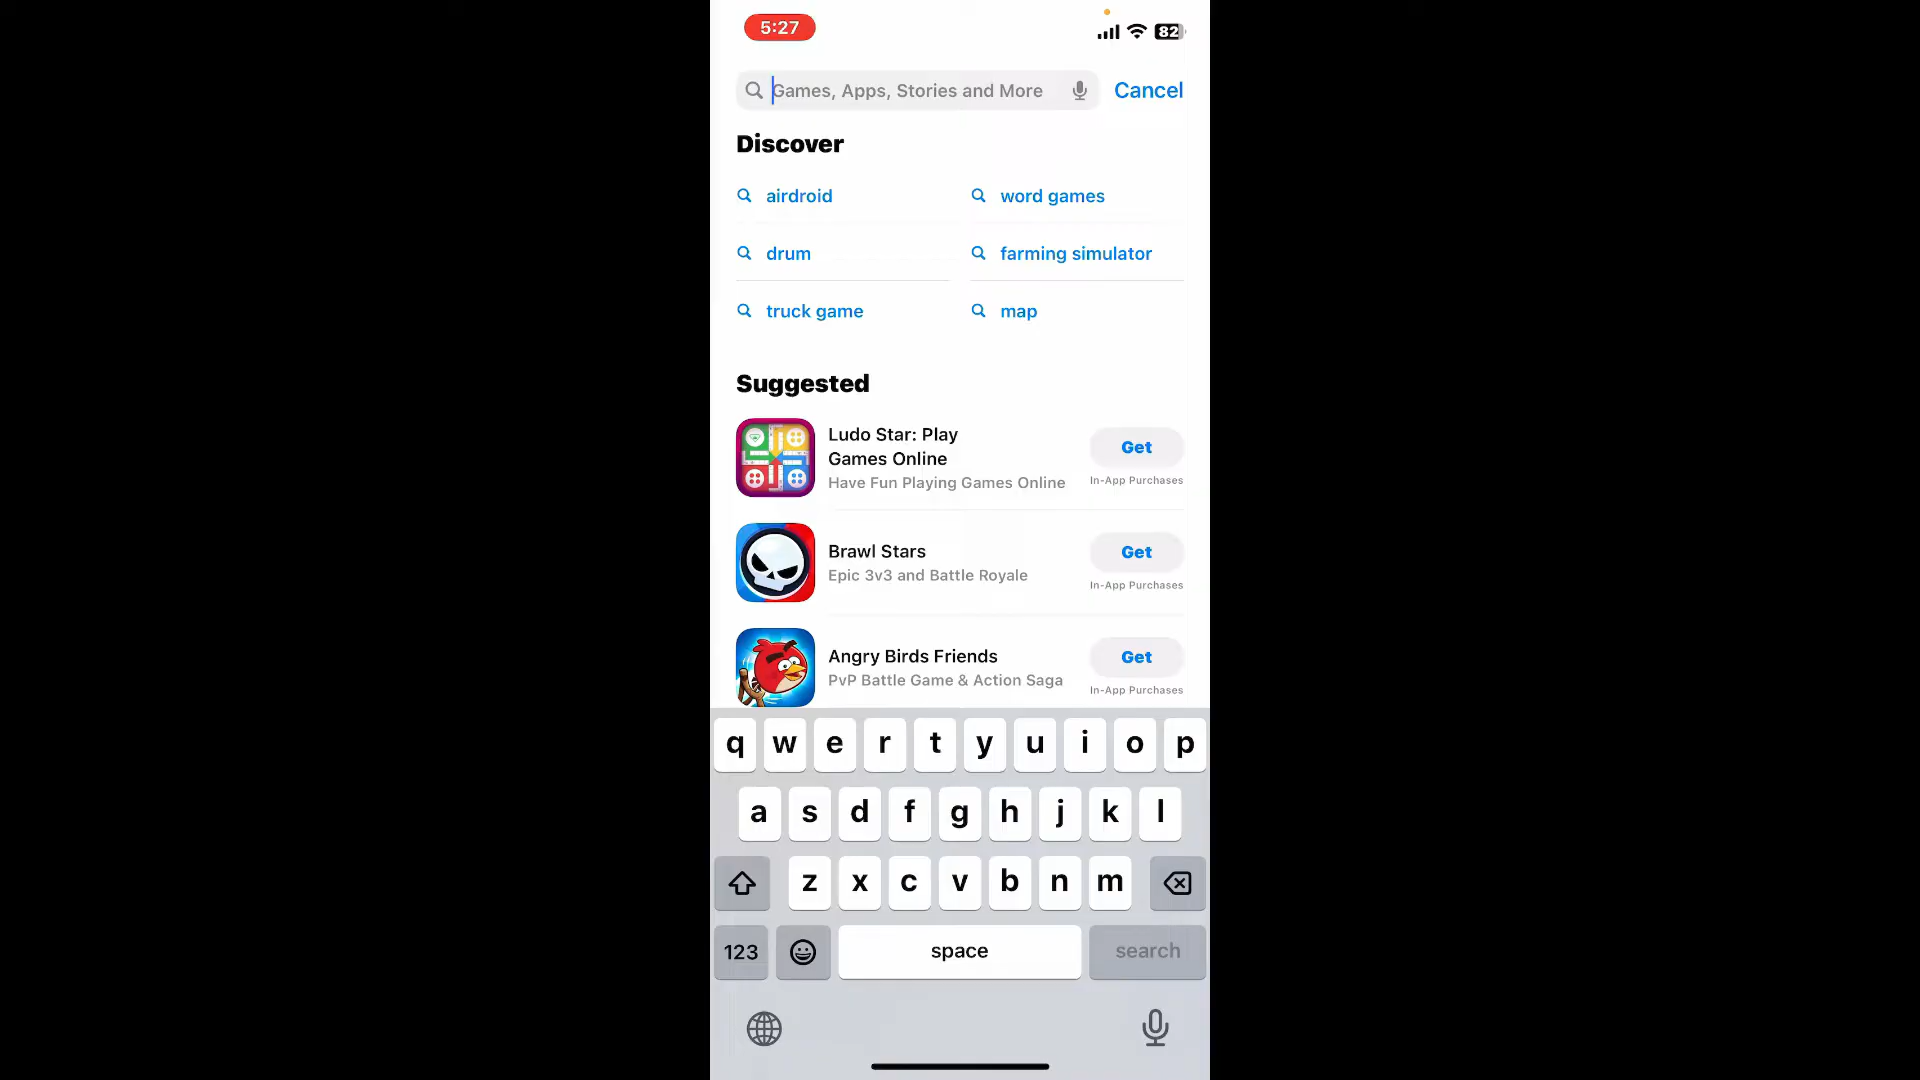 5:27
82
Games, Apps, Stories and More
Cancel
Discover
airdroid
word games
drum
farming simulator
truck game
map
Suggested
Ludo Star: Play
Games Online
Have Fun Playing Games Online
Get
In-App Purchases
Brawl Stars
Epic 3v3 and Battle Royale
Get
In-App Purchases
Angry Birds Friends
PvP Battle Game & Action Saga
Get
In-App Purchases
q w e r t y u i o p
a s d f g h j k l
z x c v b n m
123 space search